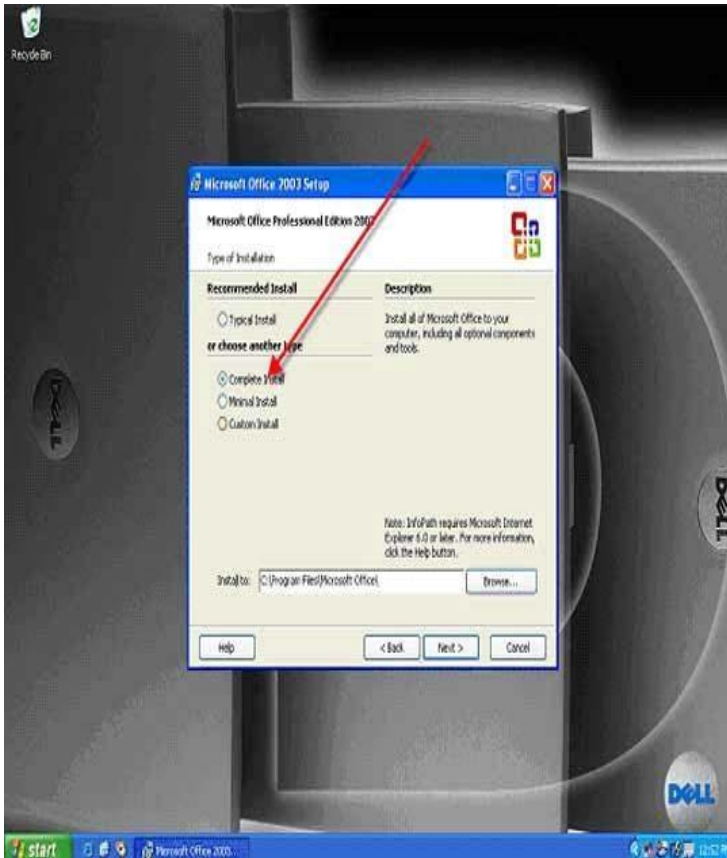 Recycle Bin
Microsoft Office 2003 Setup
Microsoft Office Professional Edition 2003
Type of Installation
Recommended Install
Typical Install
or choose another type
Complete Install
Minimal Install
Custom Install
Description
Install all of Microsoft Office to your
computer, including all optional components
and tools.
Note: InfoPath requires Microsoft Internet
Explorer 6.0 or later. For more information,
click the Help button.
Install to: C:\Program Files\Microsoft Office\
Browse...
Help
< Back
Next >
Cancel
DELL
DELL
DELL
start
Microsoft Office 2003...